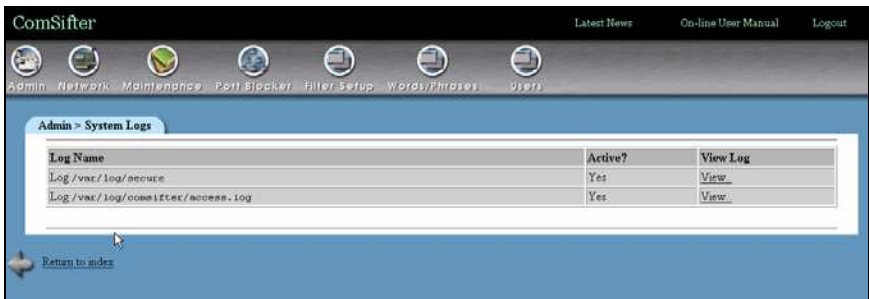 ComSifter Latest News On-line User Manual Logout
Admin Network Maintenance Port Blocker Filter Setup Words/Phrases Users
Admin > System Logs
Log Name Active? View Log
Log /var/log/secure Yes View..
Log /var/log/comsifter/access.log Yes View..
Return to index